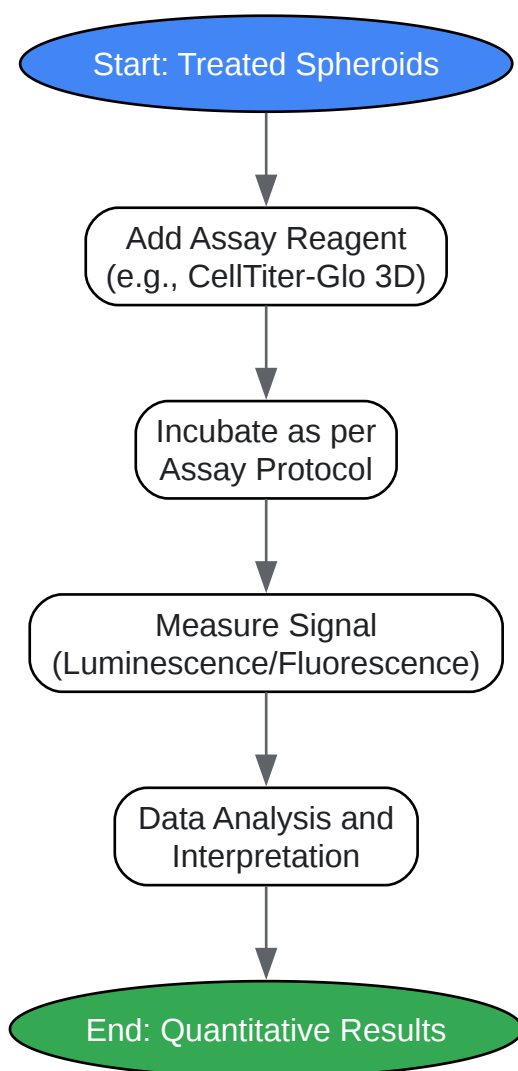 Start: Treated Spheroids
Add Assay Reagent
(e.g., CellTiter-Glo 3D)
Incubate as per
Assay Protocol
Measure Signal
(Luminescence/Fluorescence)
Data Analysis and
Interpretation
End: Quantitative Results